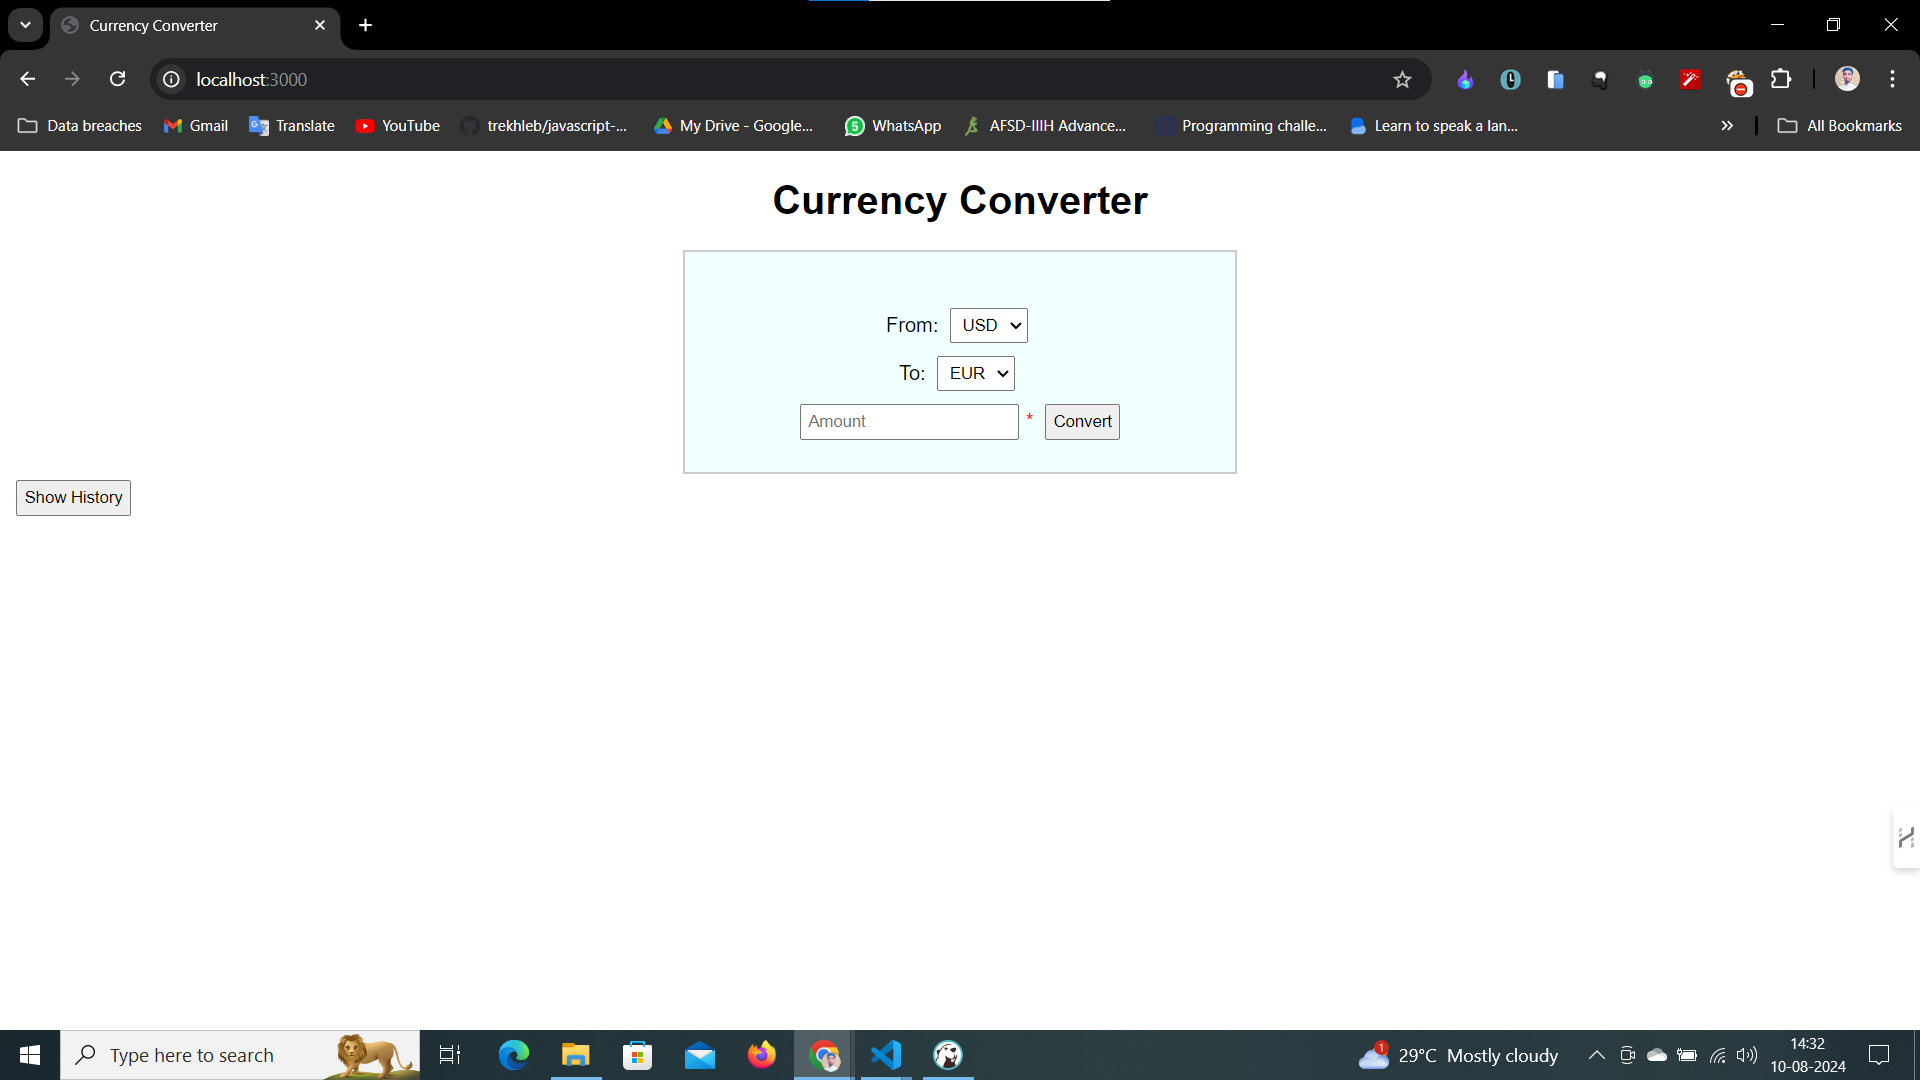 Currency Converter
localhost:3000
Data breaches
Gmail
Translate
YouTube
trekhleb/javascript-...
My Drive - Google...
5
WhatsApp
AFSD-IIIH Advance...
Programming challe...
Learn to speak a lan...
All Bookmarks
Currency Converter
From: USD
To: EUR
Amount * Convert
Show History
Type here to search
1
29°C Mostly cloudy
14:32
10-08-2024